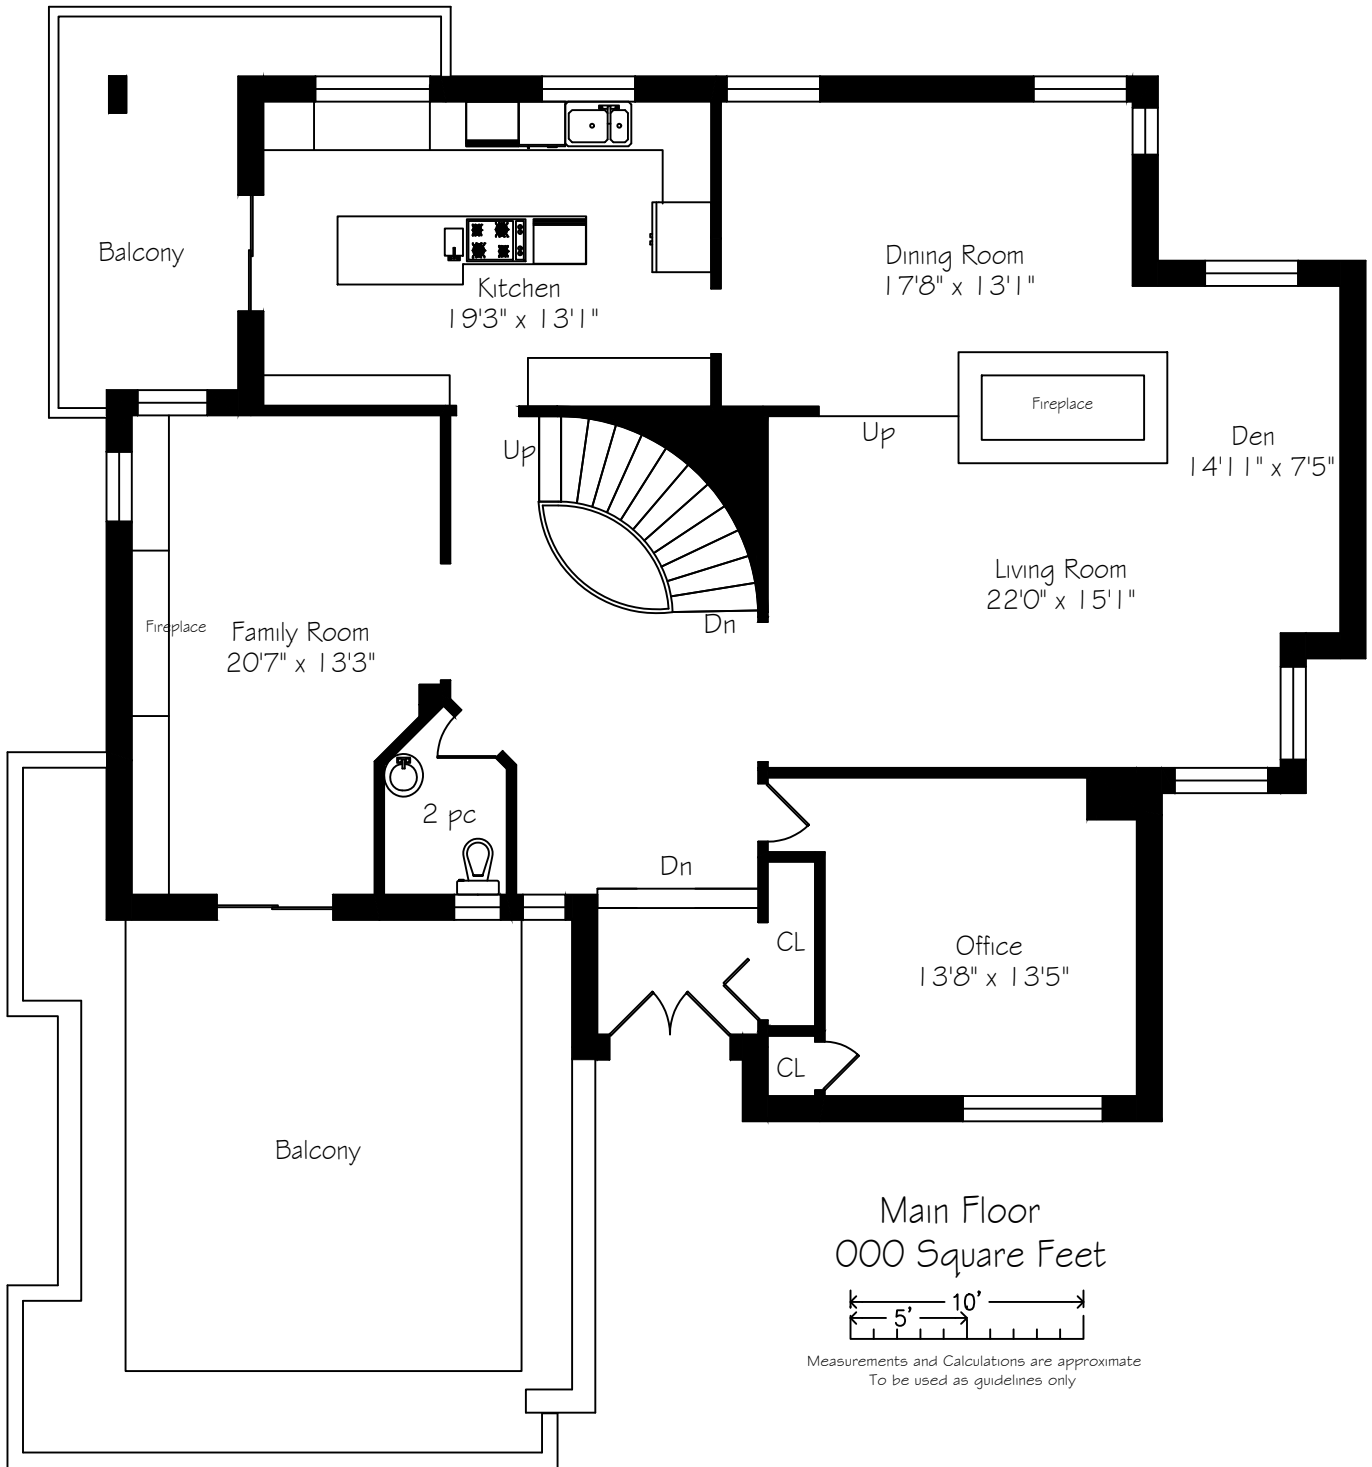 Balcony
Kitchen
19'3" x 13'1"
Dining Room
17'8" x 13'1"
Fireplace
Up
Den
14'11" x 7'5"
Up
Living Room
22'0" x 15'1"
Dn
Fireplace
Family Room
20'7" x 13'3"
2 pc
Dn
CL
Office
13'8" x 13'5"
CL
Balcony
Main Floor
000 Square Feet
10'
5'
Measurements and Calculations are approximate
To be used as guidelines only